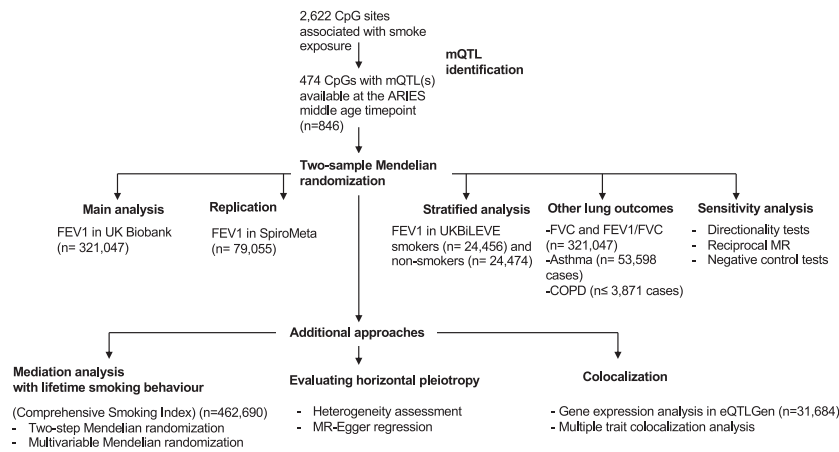 2,622 CpG sites
associated with smoke
exposure
mQTL
identification
474 CpGs with mQTL(s)
available at the ARIES
middle age timepoint
(n=846)
Two-sample Mendelian
randomization
Main analysis
FEV1 in UK Biobank
(n= 321,047)
Replication
FEV1 in SpiroMeta
(n= 79,055)
Stratified analysis
FEV1 in UKBiLEVE
smokers (n= 24,456) and
non-smokers (n= 24,474)
Other lung outcomes
-FVC and FEV1/FVC
(n= 321,047)
-Asthma (n= 53,598
cases)
-COPD (n≤ 3,871 cases)
Sensitivity analysis
- Directionality tests
- Reciprocal MR
- Negative control tests
Additional approaches
Mediation analysis
with lifetime smoking behaviour
(Comprehensive Smoking Index) (n=462,690)
- Two-step Mendelian randomization
- Multivariable Mendelian randomization
Evaluating horizontal pleiotropy
- Heterogeneity assessment
- MR-Egger regression
Colocalization
- Gene expression analysis in eQTLGen (n=31,684)
- Multiple trait colocalization analysis